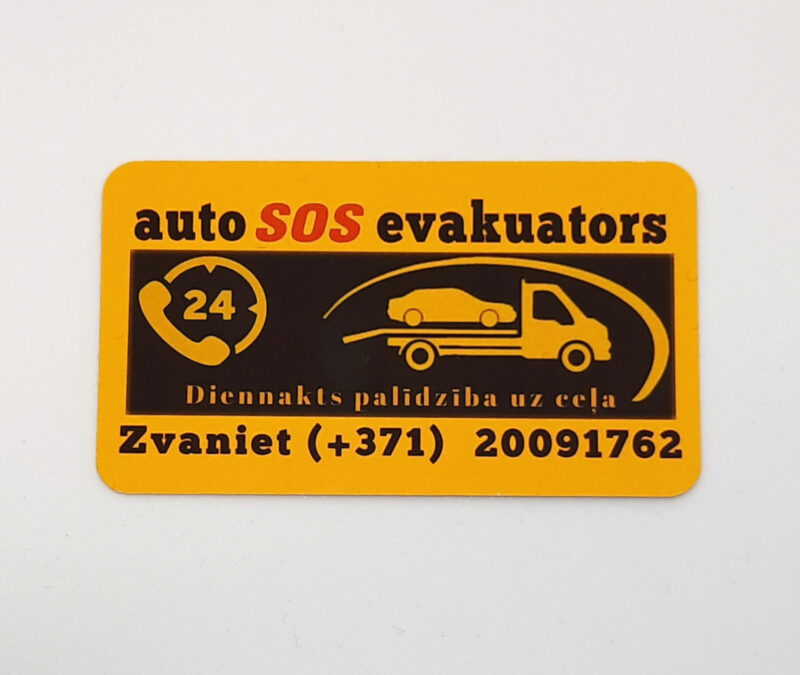 auto SOS evakuators
24
Diennakts palīdzība uz ceļa
Zvaniet (+371) 20091762